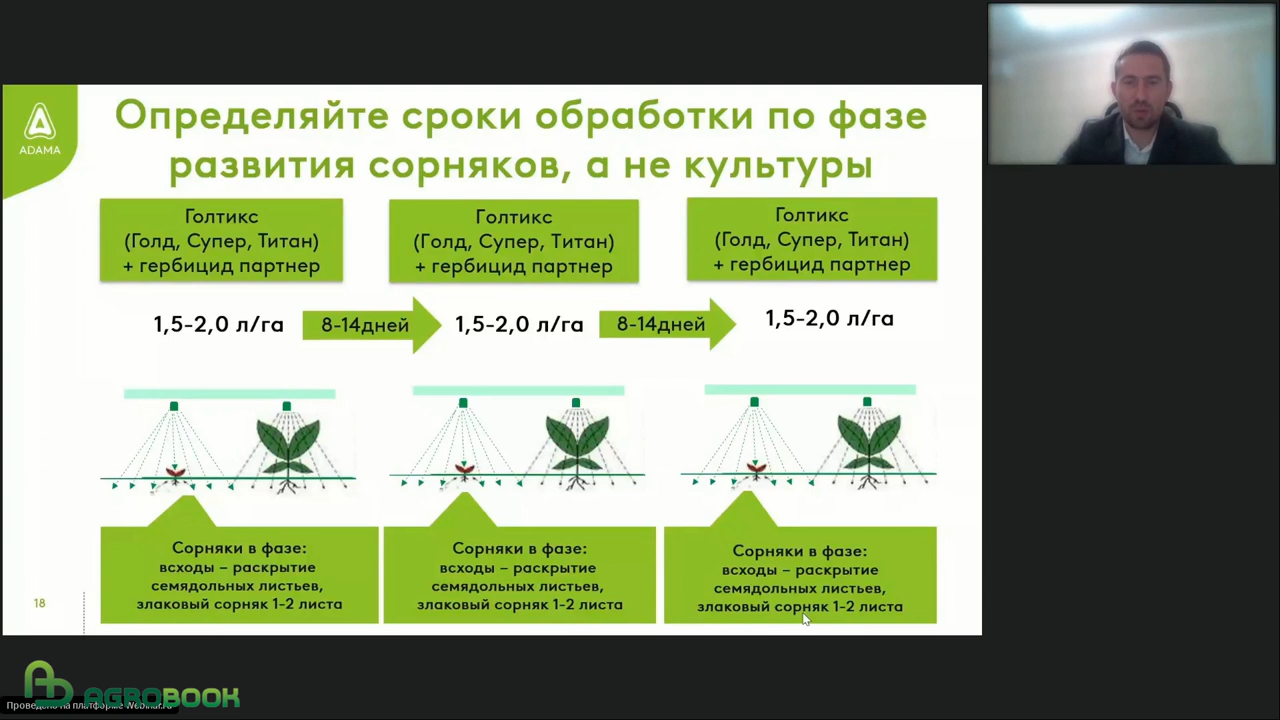 Определяйте сроки обработки по фазе
развития сорняков, а не культуры
ADAMA
Голтикс
(Голд, Супер, Титан)
+ гербицид партнер
Голтикс
(Голд, Супер, Титан)
+ гербицид партнер
Голтикс
(Голд, Супер, Титан)
+ гербицид партнер
1,5-2,0 л/га
8-14дней
1,5-2,0 л/га
8-14дней
1,5-2,0 л/га
Сорняки в фазе:
всходы – раскрытие
семядольных листьев,
злаковый сорняк 1-2 листа
Сорняки в фазе:
всходы – раскрытие
семядольных листьев,
злаковый сорняк 1-2 листа
Сорняки в фазе:
всходы – раскрытие
семядольных листьев,
злаковый сорняк 1-2 листа
18
AGROBOOK
Проведено на платформе Webinar.ru